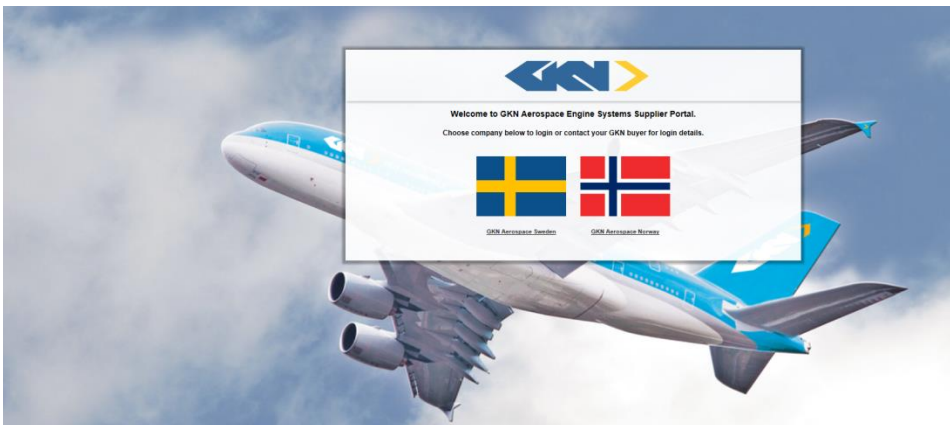 GKN
Welcome to GKN Aerospace Engine Systems Supplier Portal.
Choose company below to login or contact your GKN buyer for login details.
GKN Aerospace Sweden
GKN Aerospace Norway